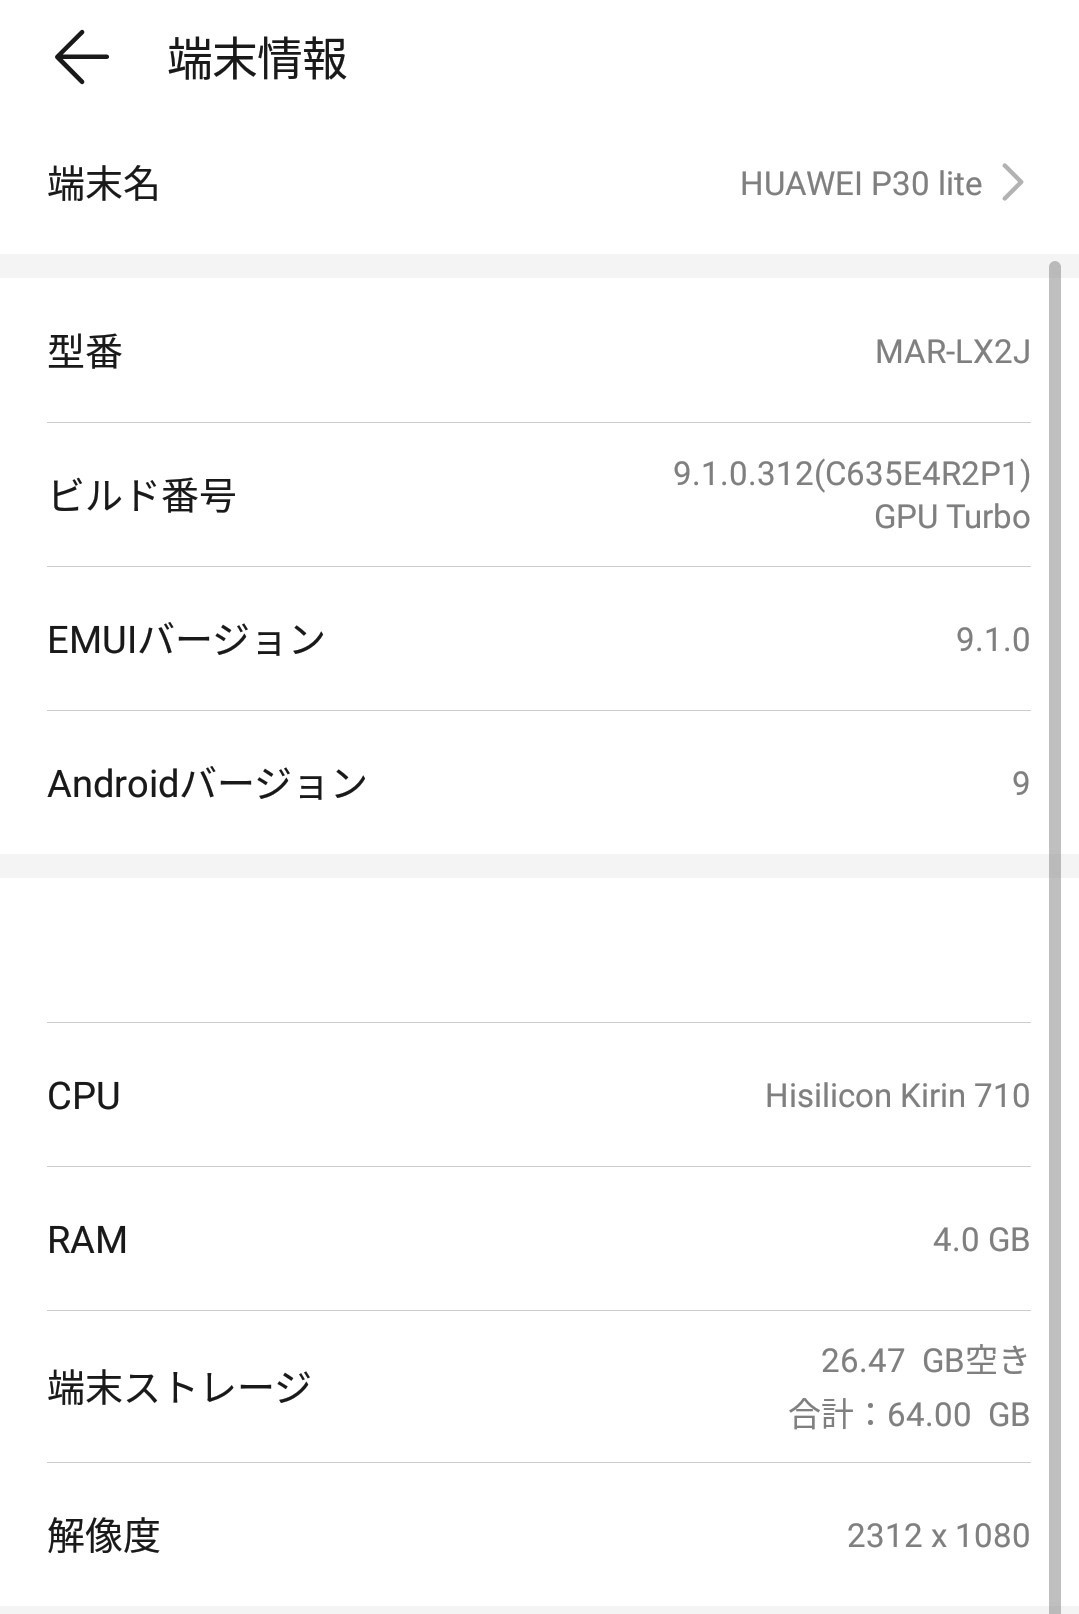 端末情報
端末名 HUAWEI P30 lite
型番 MAR-LX2J
ビルド番号 9.1.0.312(C635E4R2P1)
GPU Turbo
EMUIバージョン 9.1.0
Androidバージョン 9
CPU Hisilicon Kirin 710
RAM 4.0 GB
端末ストレージ 26.47 GB空き
合計：64.00 GB
解像度 2312 x 1080